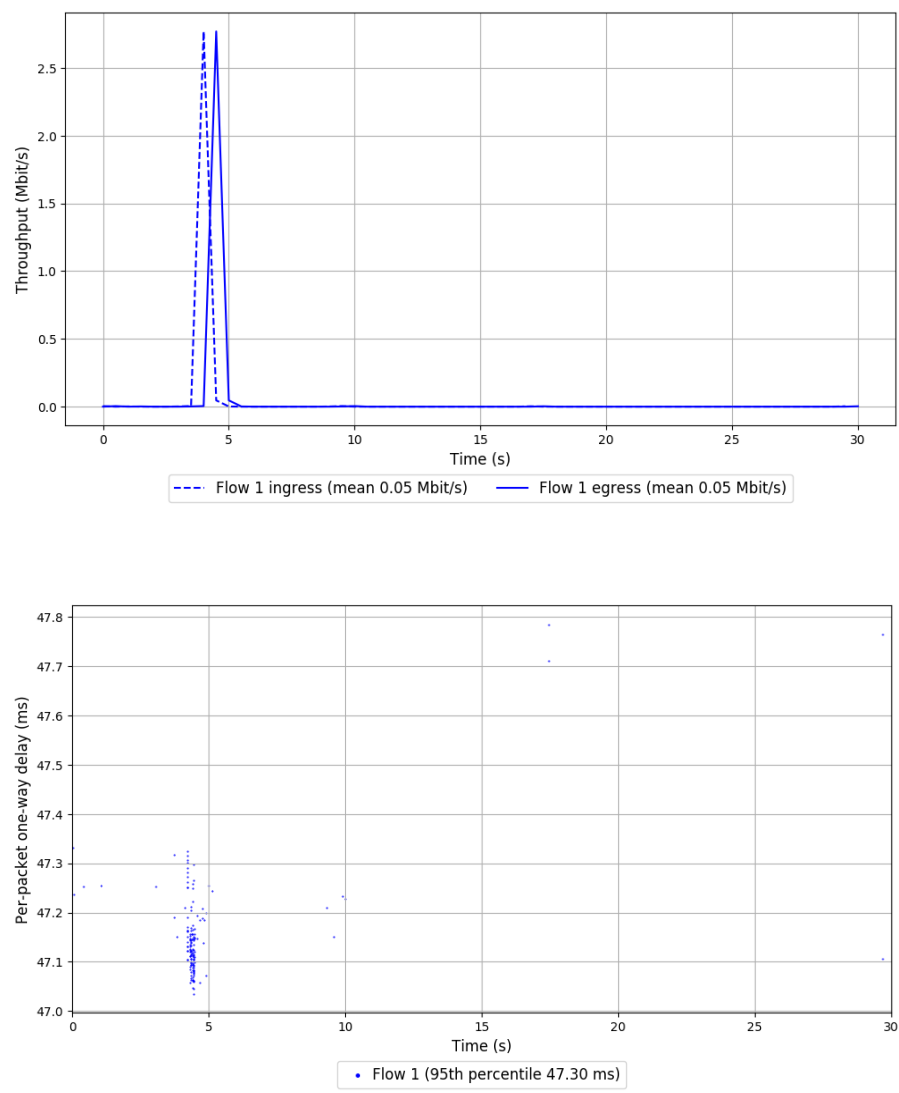 Throughput (Mbit/s)
2.5
2.0
1.5
1.0
0.5
0.0
0 5 10 15 20 25 30
Time (s)
Flow 1 ingress (mean 0.05 Mbit/s) Flow 1 egress (mean 0.05 Mbit/s)
Per-packet one-way delay (ms)
47.8
47.7
47.6
47.5
47.4
47.3
47.2
47.1
47.0
0 5 10 15 20 25 30
Time (s)
Flow 1 (95th percentile 47.30 ms)